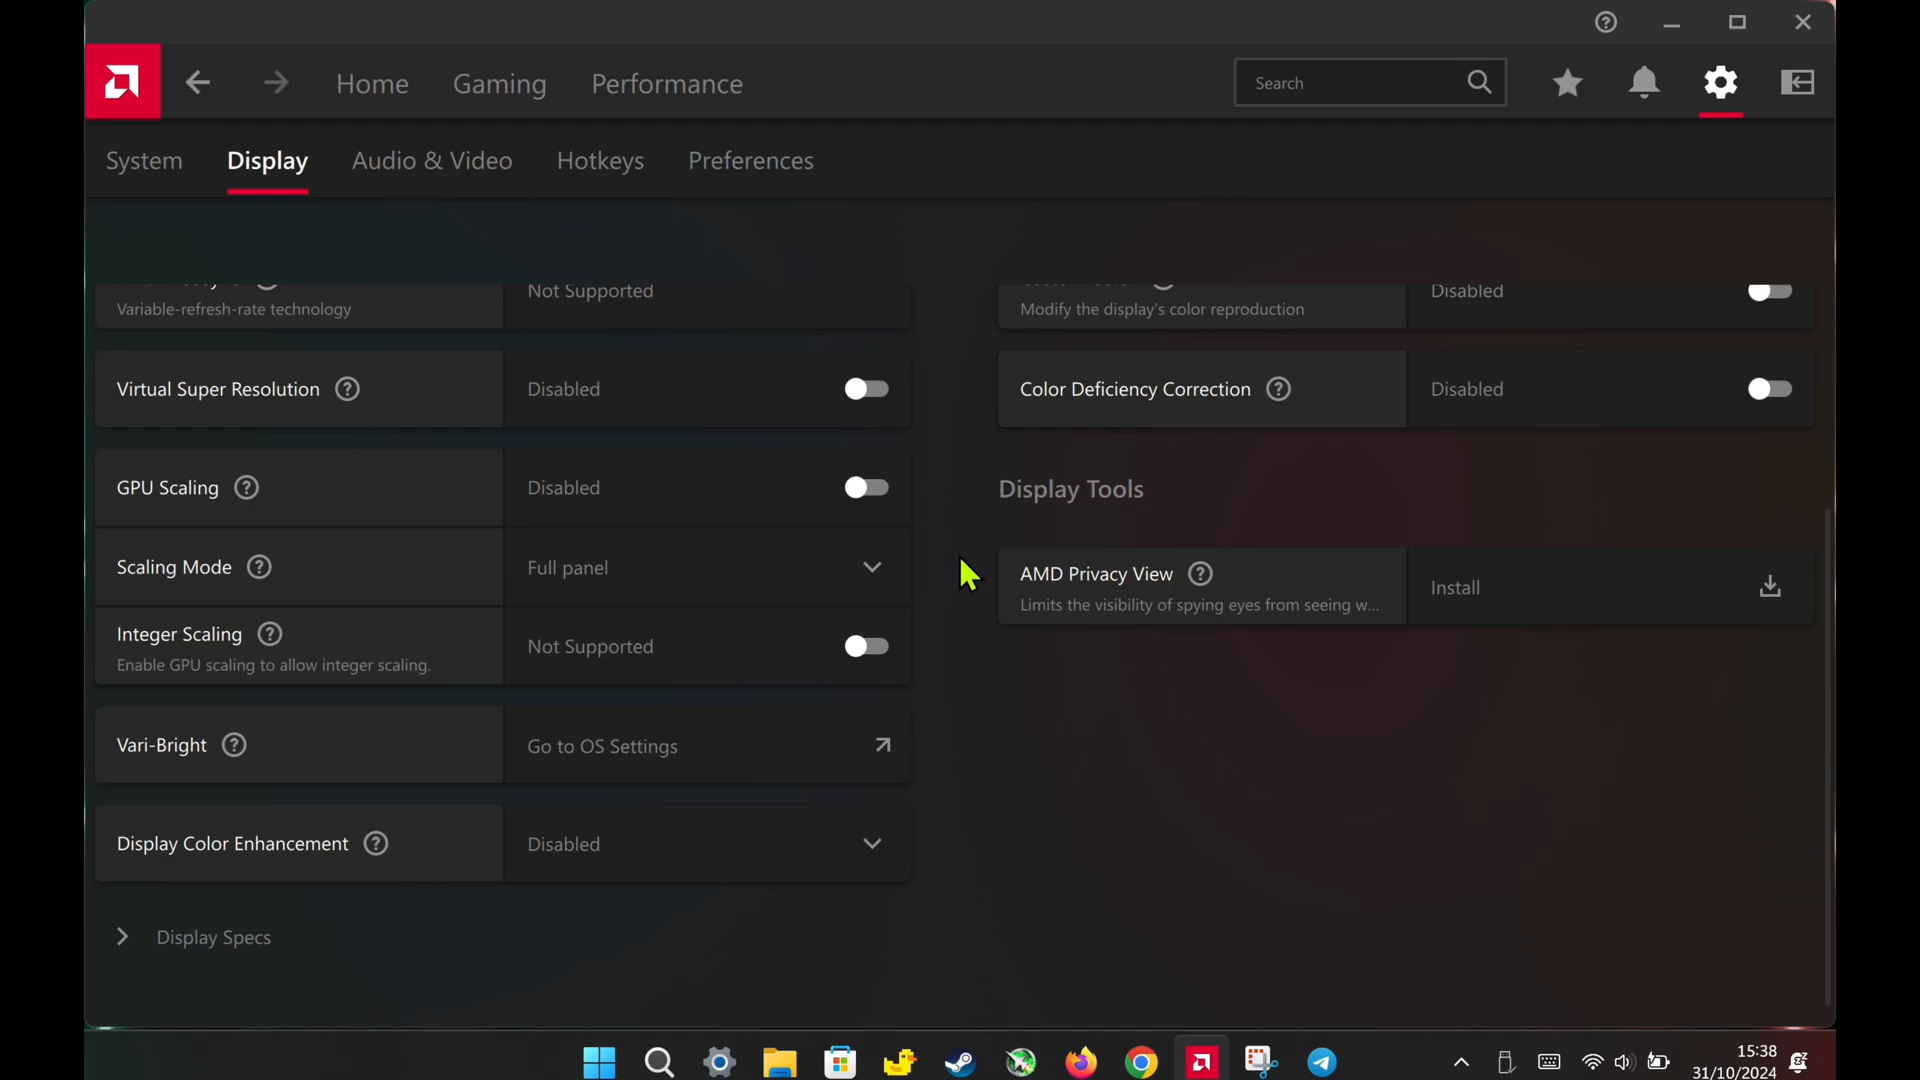 Home Gaming Performance Search
System Display Audio & Video Hotkeys Preferences
Variable-refresh-rate technology
Not Supported
Modify the display's color reproduction
Disabled
Virtual Super Resolution
Disabled
Color Deficiency Correction
Disabled
GPU Scaling
Disabled
Display Tools
Scaling Mode
Full panel
AMD Privacy View
Limits the visibility of spying eyes from seeing w...
Install
Integer Scaling
Enable GPU scaling to allow integer scaling.
Not Supported
Vari-Bright
Go to OS Settings
Display Color Enhancement
Disabled
Display Specs
15:38
31/10/2024